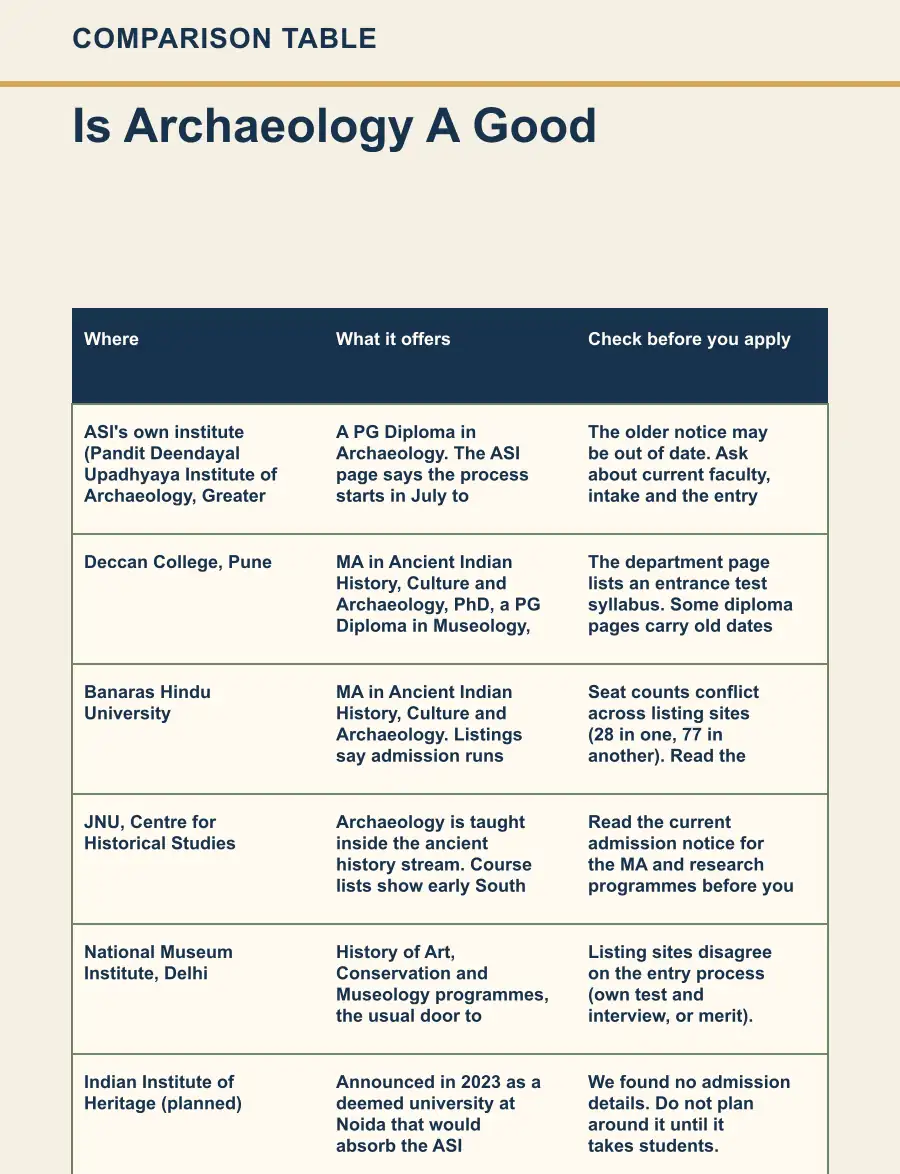 COMPARISON TABLE
Is Archaeology A Good
Where
What it offers
Check before you apply
ASI's own institute
(Pandit Deendayal
Upadhyaya Institute of
Archaeology, Greater
A PG Diploma in
Archaeology. The ASI
page says the process
starts in July to
The older notice may
be out of date. Ask
about current faculty,
intake and the entry
Deccan College, Pune
MA in Ancient Indian
History, Culture and
Archaeology, PhD, a PG
Diploma in Museology,
The department page
lists an entrance test
syllabus. Some diploma
pages carry old dates
Banaras Hindu
University
MA in Ancient Indian
History, Culture and
Archaeology. Listings
say admission runs
Seat counts conflict
across listing sites
(28 in one, 77 in
another). Read the
JNU, Centre for
Historical Studies
Archaeology is taught
inside the ancient
history stream. Course
lists show early South
Read the current
admission notice for
the MA and research
programmes before you
National Museum
Institute, Delhi
History of Art,
Conservation and
Museology programmes,
the usual door to
Listing sites disagree
on the entry process
(own test and
interview, or merit).
Indian Institute of
Heritage (planned)
Announced in 2023 as a
deemed university at
Noida that would
absorb the ASI
We found no admission
details. Do not plan
around it until it
takes students.